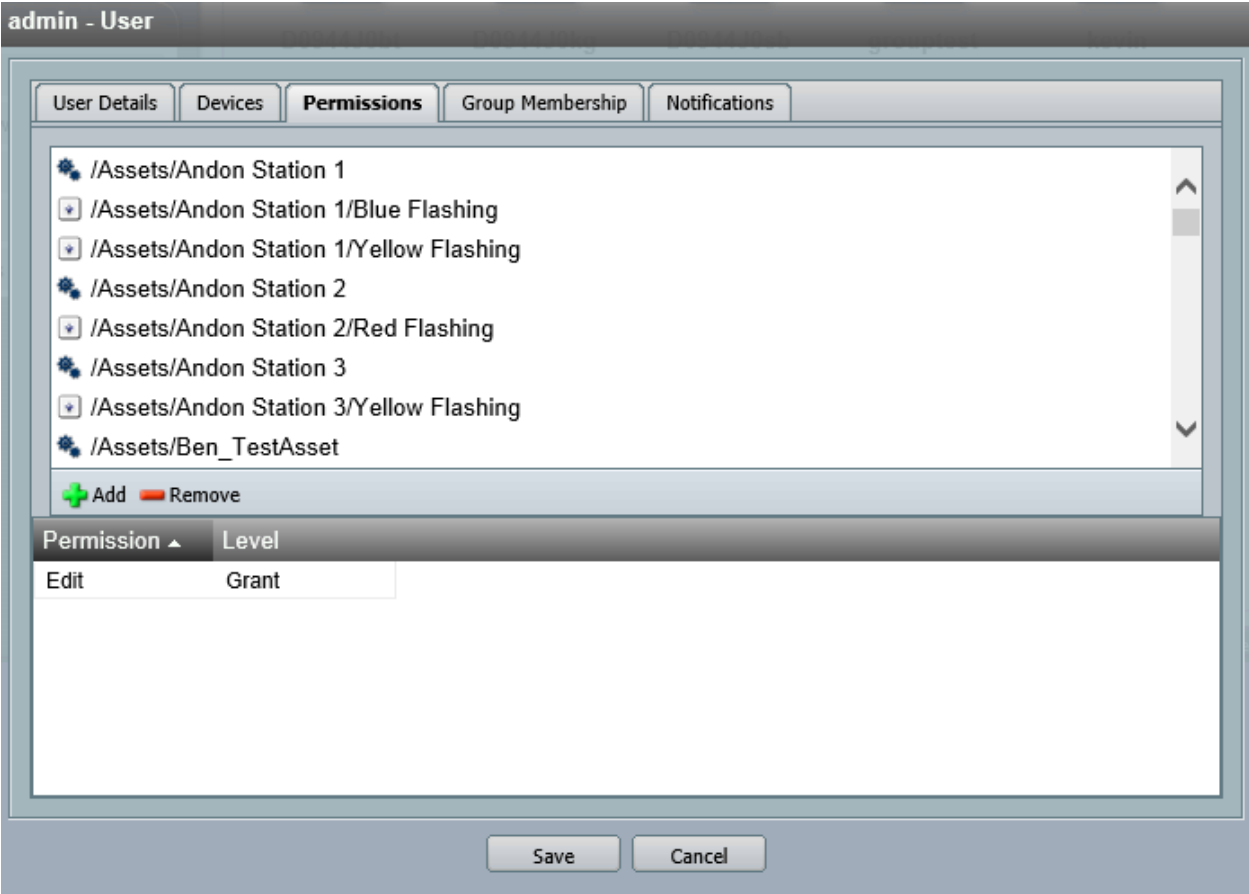 admin - User
grouptest kevin
User Details Devices Permissions Group Membership Notifications
/Assets/Andon Station 1
/Assets/Andon Station 1/Blue Flashing
/Assets/Andon Station 1/Yellow Flashing
/Assets/Andon Station 2
/Assets/Andon Station 2/Red Flashing
/Assets/Andon Station 3
/Assets/Andon Station 3/Yellow Flashing
/Assets/Ben_TestAsset
Add Remove
Permission Level
Edit Grant
Save Cancel